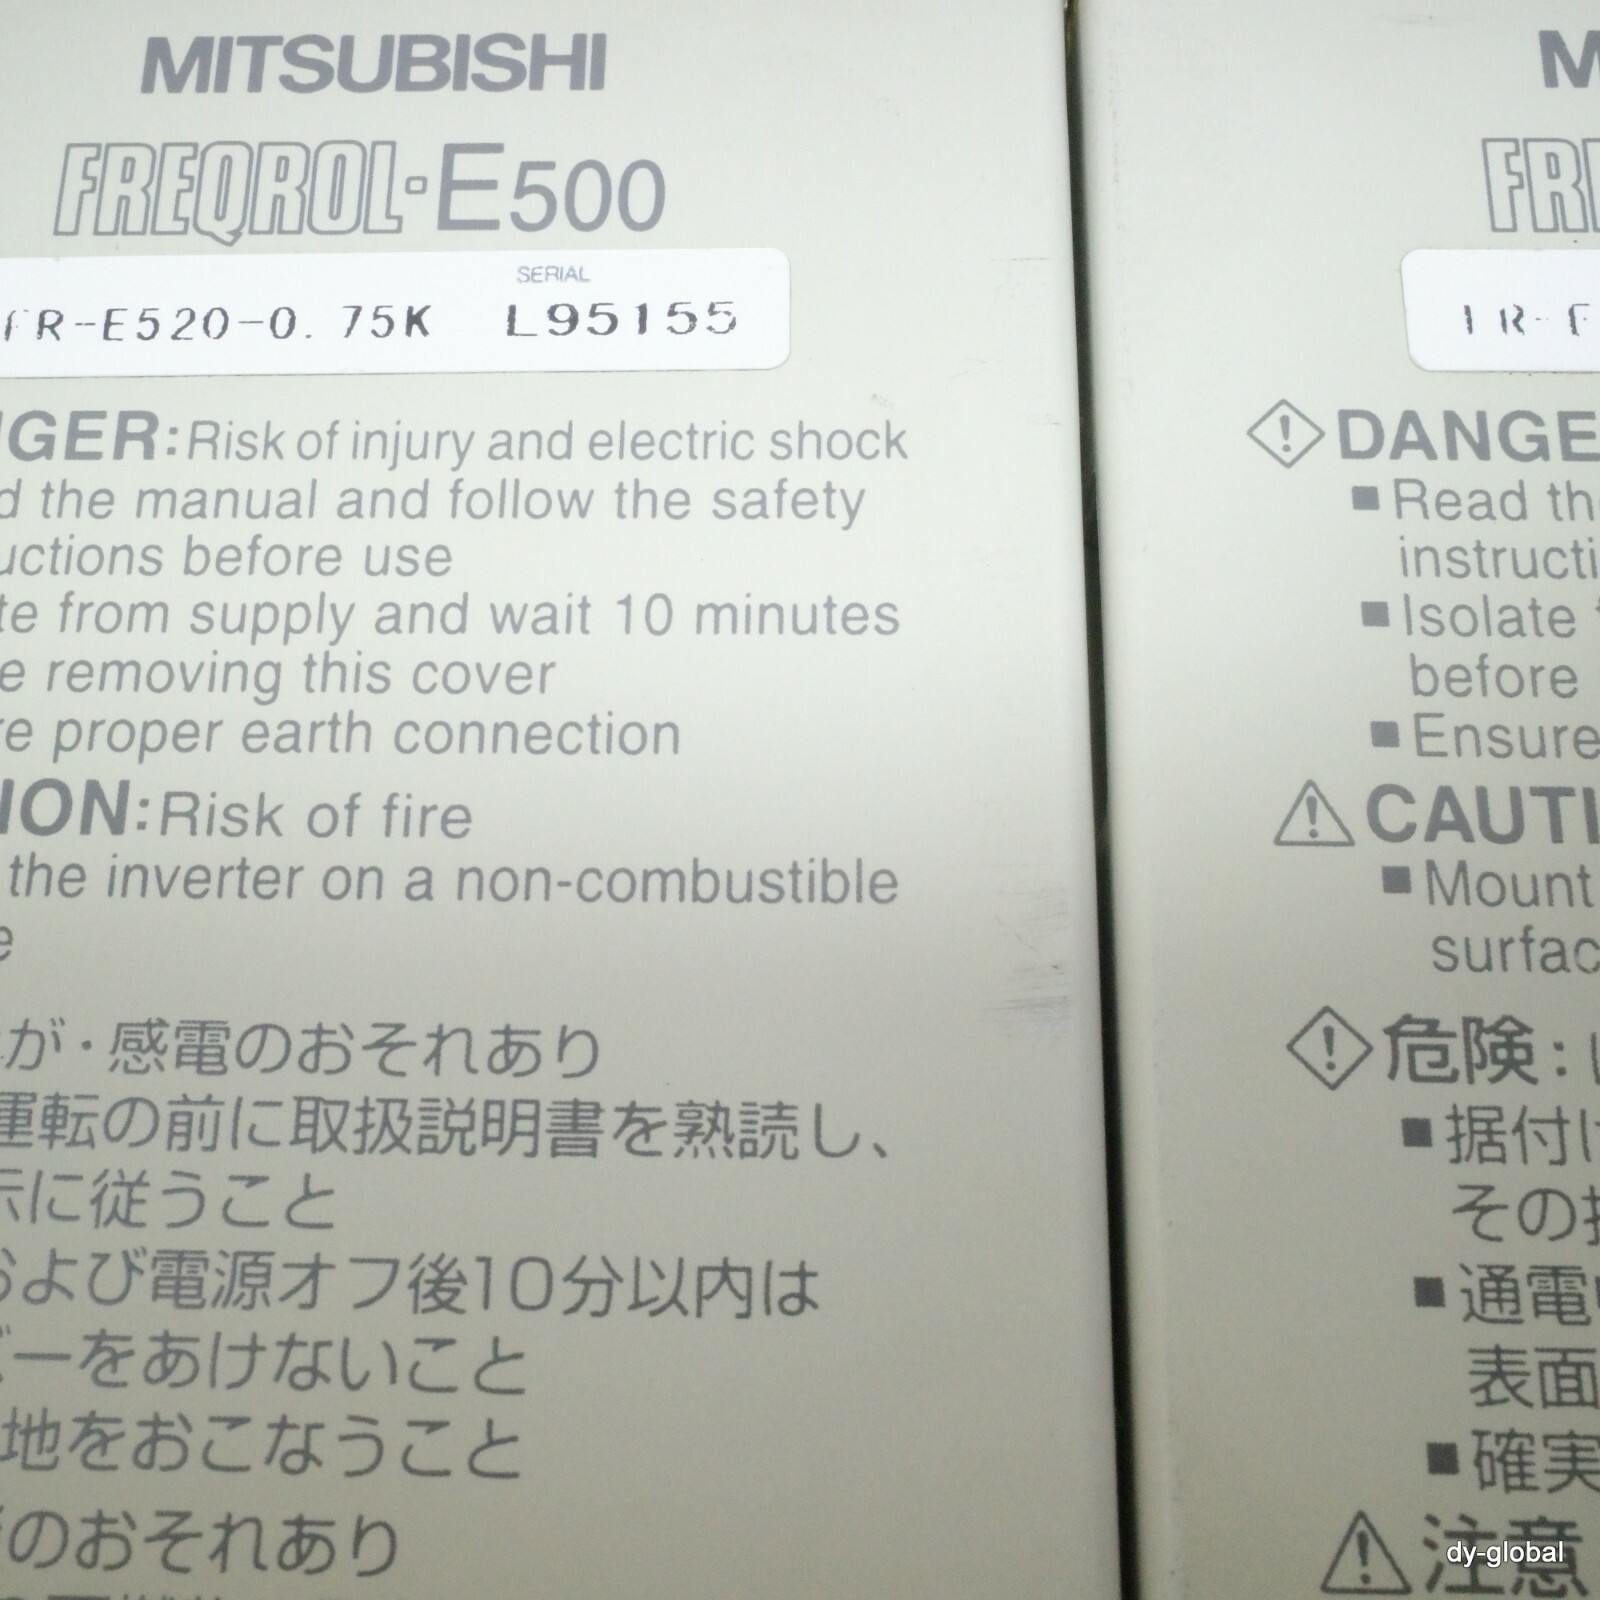 MITSUBISHI
FREQROL-E500
SERIAL
FR-E520-0.75K L95155
NGER:Risk of injury and electric shock
d the manual and follow the safety
uctions before use
te from supply and wait 10 minutes
e removing this cover
re proper earth connection
ION:Risk of fire
the inverter on a non-combustible
e
が・感電のおそれあり
運転の前に取扱説明書を熟読し、
示に従うこと
および電源オフ後10分以内は
バーをあけないこと
地をおこなうこと
のおそれあり
M
FRE
DANGE
■Read the
instructi
■Isolate
before
■Ensure
CAUTI
■Mount
surfac
危険:
■据付け
その
■通電中
表面
■確実
注意
dy-global